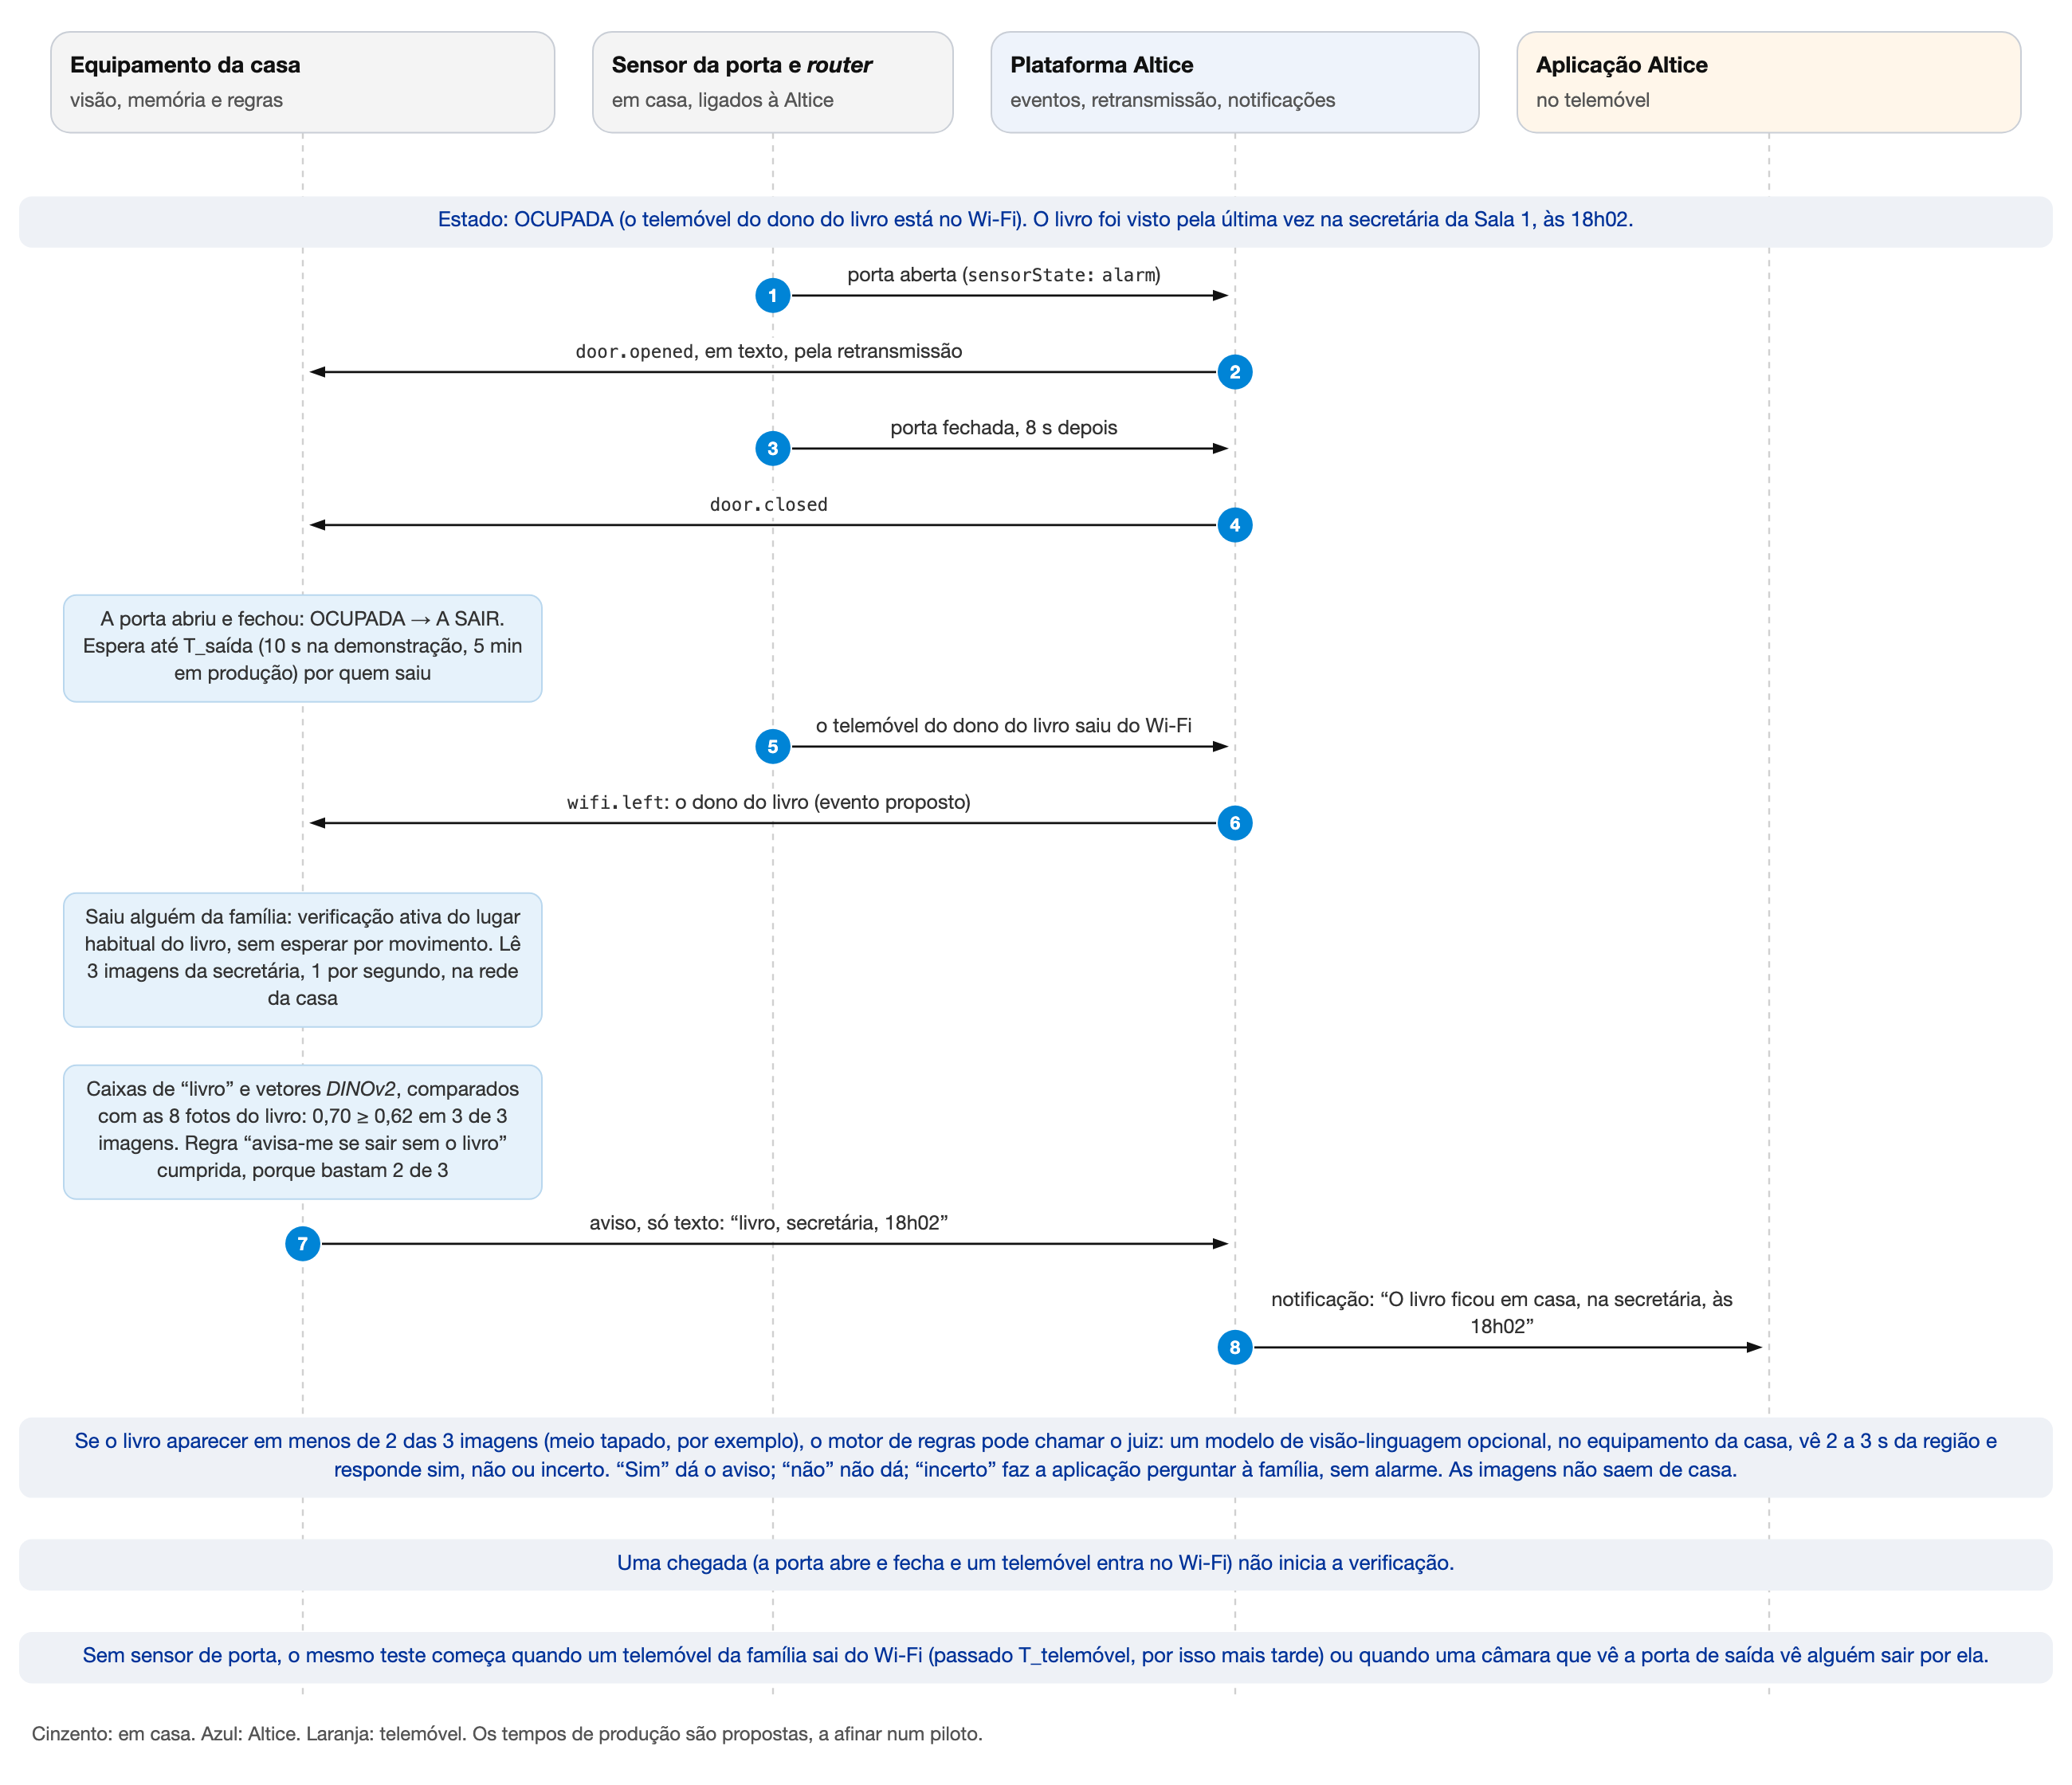 Equipamento da casa
visão, memória e regras
Sensor da porta e router
em casa, ligados à Altice
Plataforma Altice
eventos, retransmissão, notificações
Aplicação Altice
no telemóvel
Estado: OCUPADA (o telemóvel do dono do livro está no Wi-Fi). O livro foi visto pela última vez na secretária da Sala 1, às 18h02.
porta aberta (sensorState: alarm)
1
door.opened, em texto, pela retransmissão
2
porta fechada, 8 s depois
3
door.closed
4
A porta abriu e fechou: OCUPADA → A SAIR.
Espera até T_saída (10 s na demonstração, 5 min
em produção) por quem saiu
o telemóvel do dono do livro saiu do Wi-Fi
5
wifi.left: o dono do livro (evento proposto)
6
Saiu alguém da família: verificação ativa do lugar
habitual do livro, sem esperar por movimento. Lê
3 imagens da secretária, 1 por segundo, na rede
da casa
Caixas de “livro” e vetores DINOv2, comparados
com as 8 fotos do livro: 0,70 ≥ 0,62 em 3 de 3
imagens. Regra “avisa-me se sair sem o livro”
cumprida, porque bastam 2 de 3
aviso, só texto: “livro, secretária, 18h02”
7
notificação: “O livro ficou em casa, na secretária, às
18h02”
8
Se o livro aparecer em menos de 2 das 3 imagens (meio tapado, por exemplo), o motor de regras pode chamar o juiz: um modelo de visão-linguagem opcional, no equipamento da casa, vê 2 a 3 s da região e
responde sim, não ou incerto. “Sim” dá o aviso; “não” não dá; “incerto” faz a aplicação perguntar à família, sem alarme. As imagens não saem de casa.
Uma chegada (a porta abre e fecha e um telemóvel entra no Wi-Fi) não inicia a verificação.
Sem sensor de porta, o mesmo teste começa quando um telemóvel da família sai do Wi-Fi (passado T_telemóvel, por isso mais tarde) ou quando uma câmara que vê a porta de saída vê alguém sair por ela.
Cinzento: em casa. Azul: Altice. Laranja: telemóvel. Os tempos de produção são propostas, a afinar num piloto.